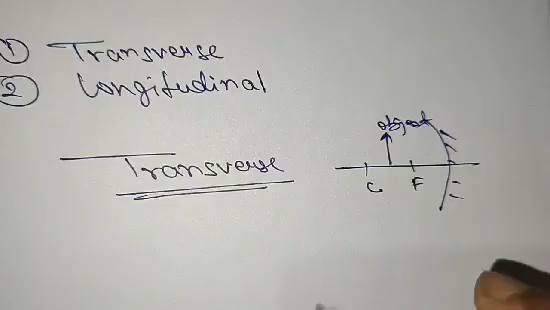 ① Transverse
② Longitudinal
Transverse
object
C F